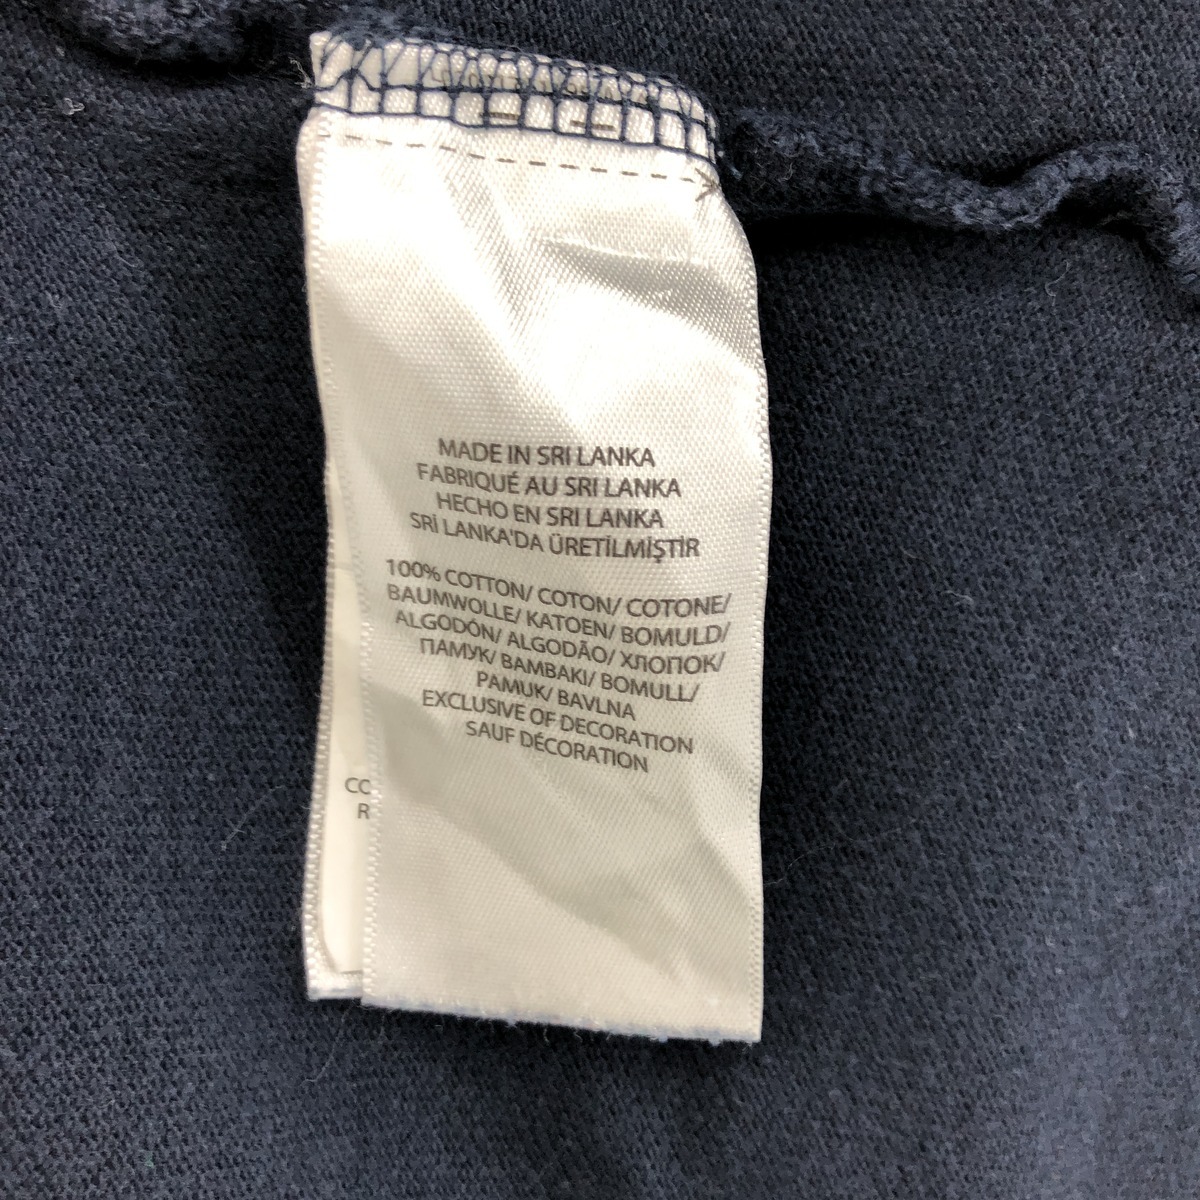 MADE IN SRI LANKA
FABRIQUÉ AU SRI LANKA
HECHO EN SRI LANKA
SRİ LANKA'DA ÜRETİLMİŞTİR
100% COTTON/ COTON/ COTONE/
BAUMWOLLE/ KATOEN/ BOMULD/
ALGODÓN/ ALGODÃO/ ХЛОПОК/
ПАМУК/ BAMBAKI/ BOMULL/
PAMUK/ BAVLNA
EXCLUSIVE OF DECORATION
SAUF DÉCORATION
CO
R